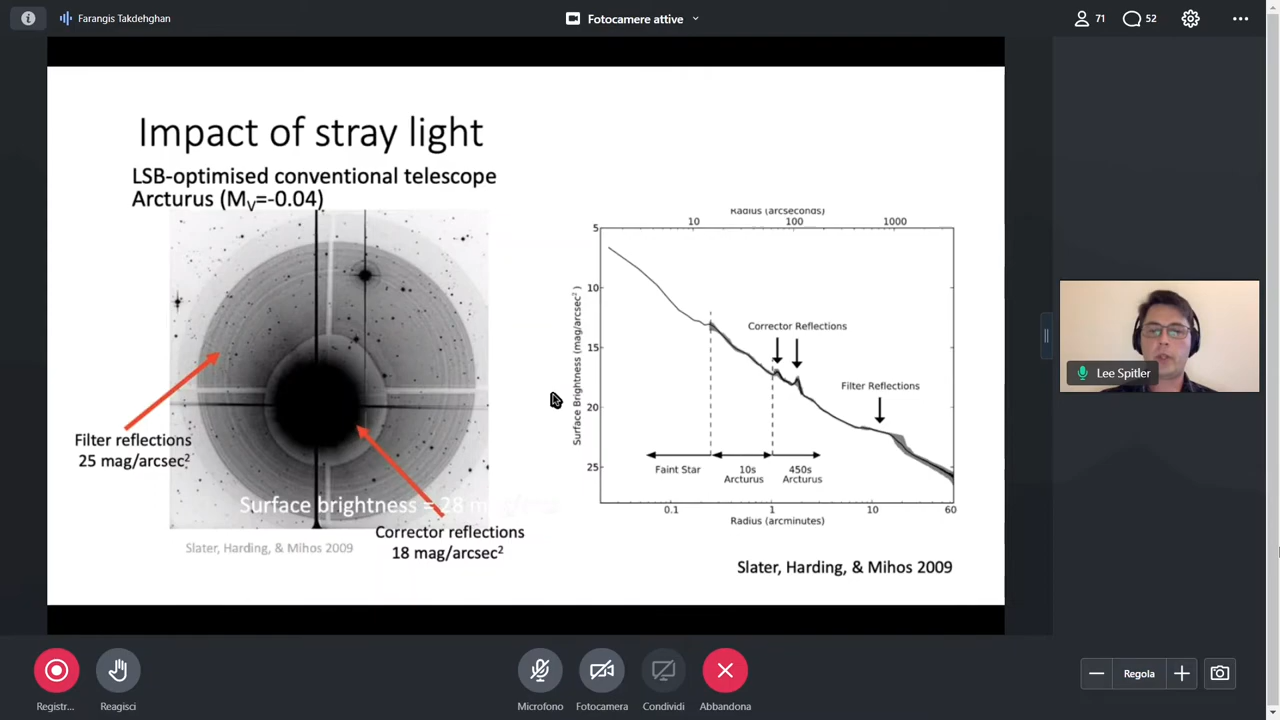 Farangis Takdehghan
Fotocamere attive
71
52
Impact of stray light
LSB-optimised conventional telescope
Arcturus (MV=-0.04)
Filter reflections
25 mag/arcsec2
Surface brightness = 28 m
Corrector reflections
18 mag/arcsec2
Slater, Harding, & Mihos 2009
Radius (arcseconds)
10
100
1000
5
10
15
20
25
Surface Brightness (mag/arcsec2)
Corrector Reflections
Filter Reflections
Faint Star
10s
Arcturus
450s
Arcturus
0.1
1
10
60
Radius (arcminutes)
Slater, Harding, & Mihos 2009
Lee Spitler
Registr...
Reagisci
Microfono
Fotocamera
Condividi
Abbandona
Regola